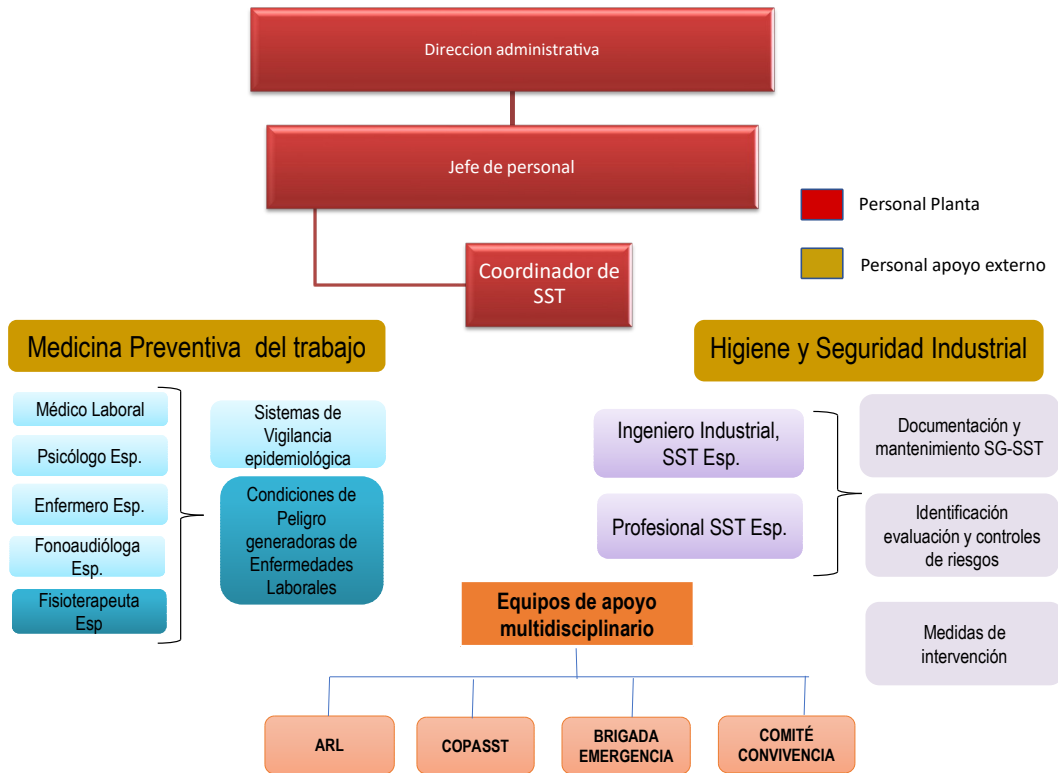 Direccion administrativa
Jefe de personal
Personal Planta
Personal apoyo externo
Coordinador de
SST
Medicina Preventiva del trabajo
Médico Laboral
Psicólogo Esp.
Enfermero Esp.
Fonoaudióloga
Esp.
Fisioterapeuta
Esp
Sistemas de
Vigilancia
epidemiológica
Condiciones de
Peligro
generadoras de
Enfermedades
Laborales
Higiene y Seguridad Industrial
Ingeniero Industrial,
SST Esp.
Profesional SST Esp.
Documentación y
mantenimiento SG-SST
Identificación
evaluación y controles
de riesgos
Medidas de
intervención
Equipos de apoyo
multidisciplinario
ARL
COPASST
BRIGADA
EMERGENCIA
COMITÉ
CONVIVENCIA